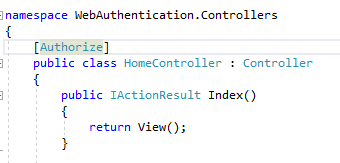 namespace WebAuthentication.Controllers
{
[Authorize]
public class HomeController : Controller
{
public IActionResult Index()
{
return View();
}